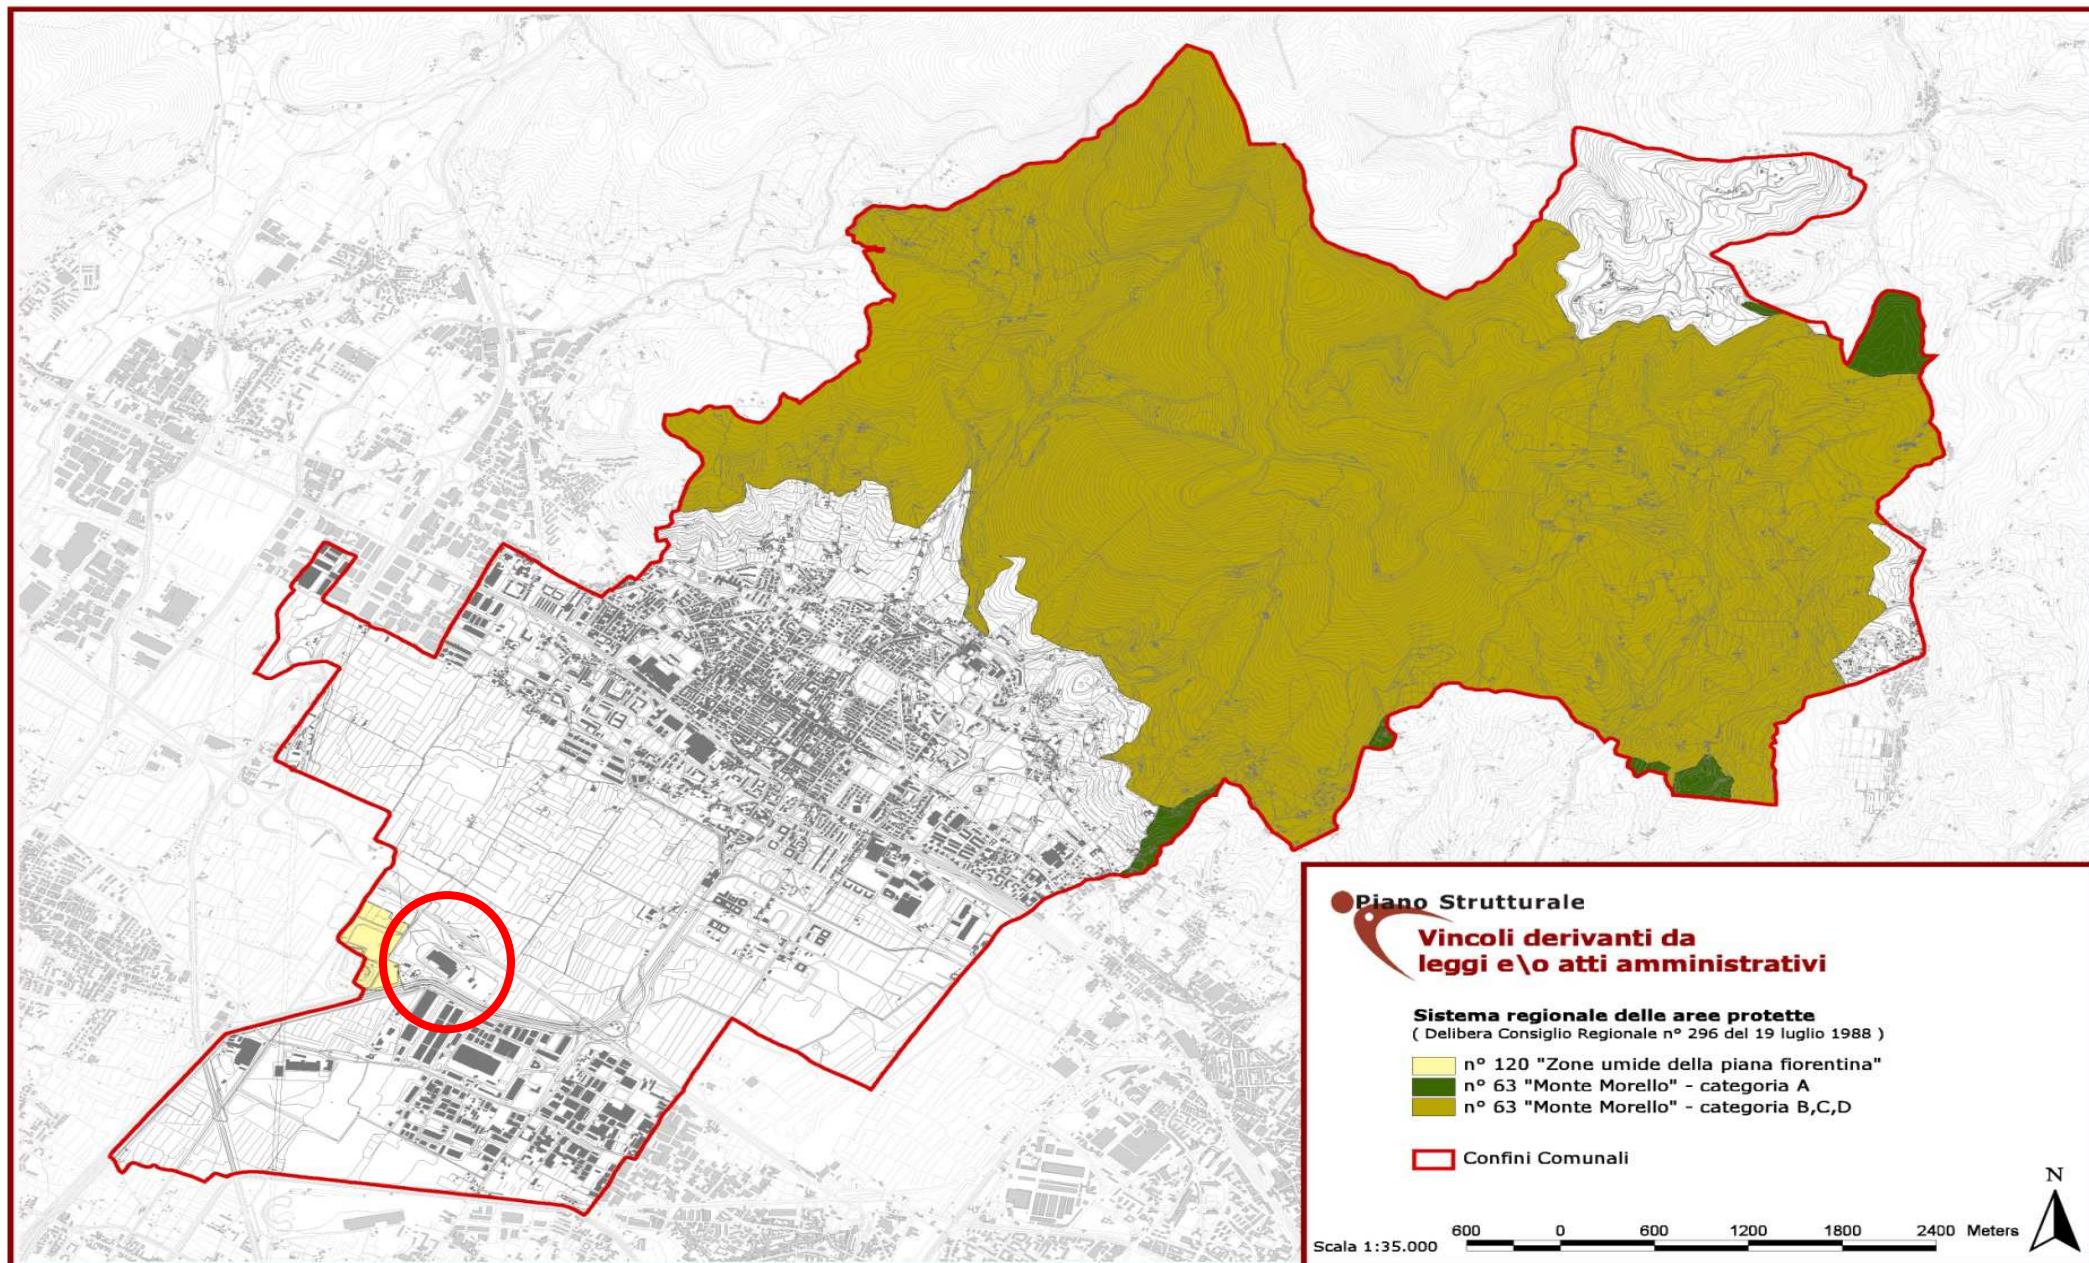 Piano Strutturale
Vincoli derivanti da
leggi e\o atti amministrativi
Sistema regionale delle aree protette
( Delibera Consiglio Regionale n° 296 del 19 luglio 1988 )
n° 120 "Zone umide della piana fiorentina"
n° 63 "Monte Morello" - categoria A
n° 63 "Monte Morello" - categoria B,C,D
Confini Comunali
N
600 0 600 1200 1800 2400 Meters
Scala 1:35.000